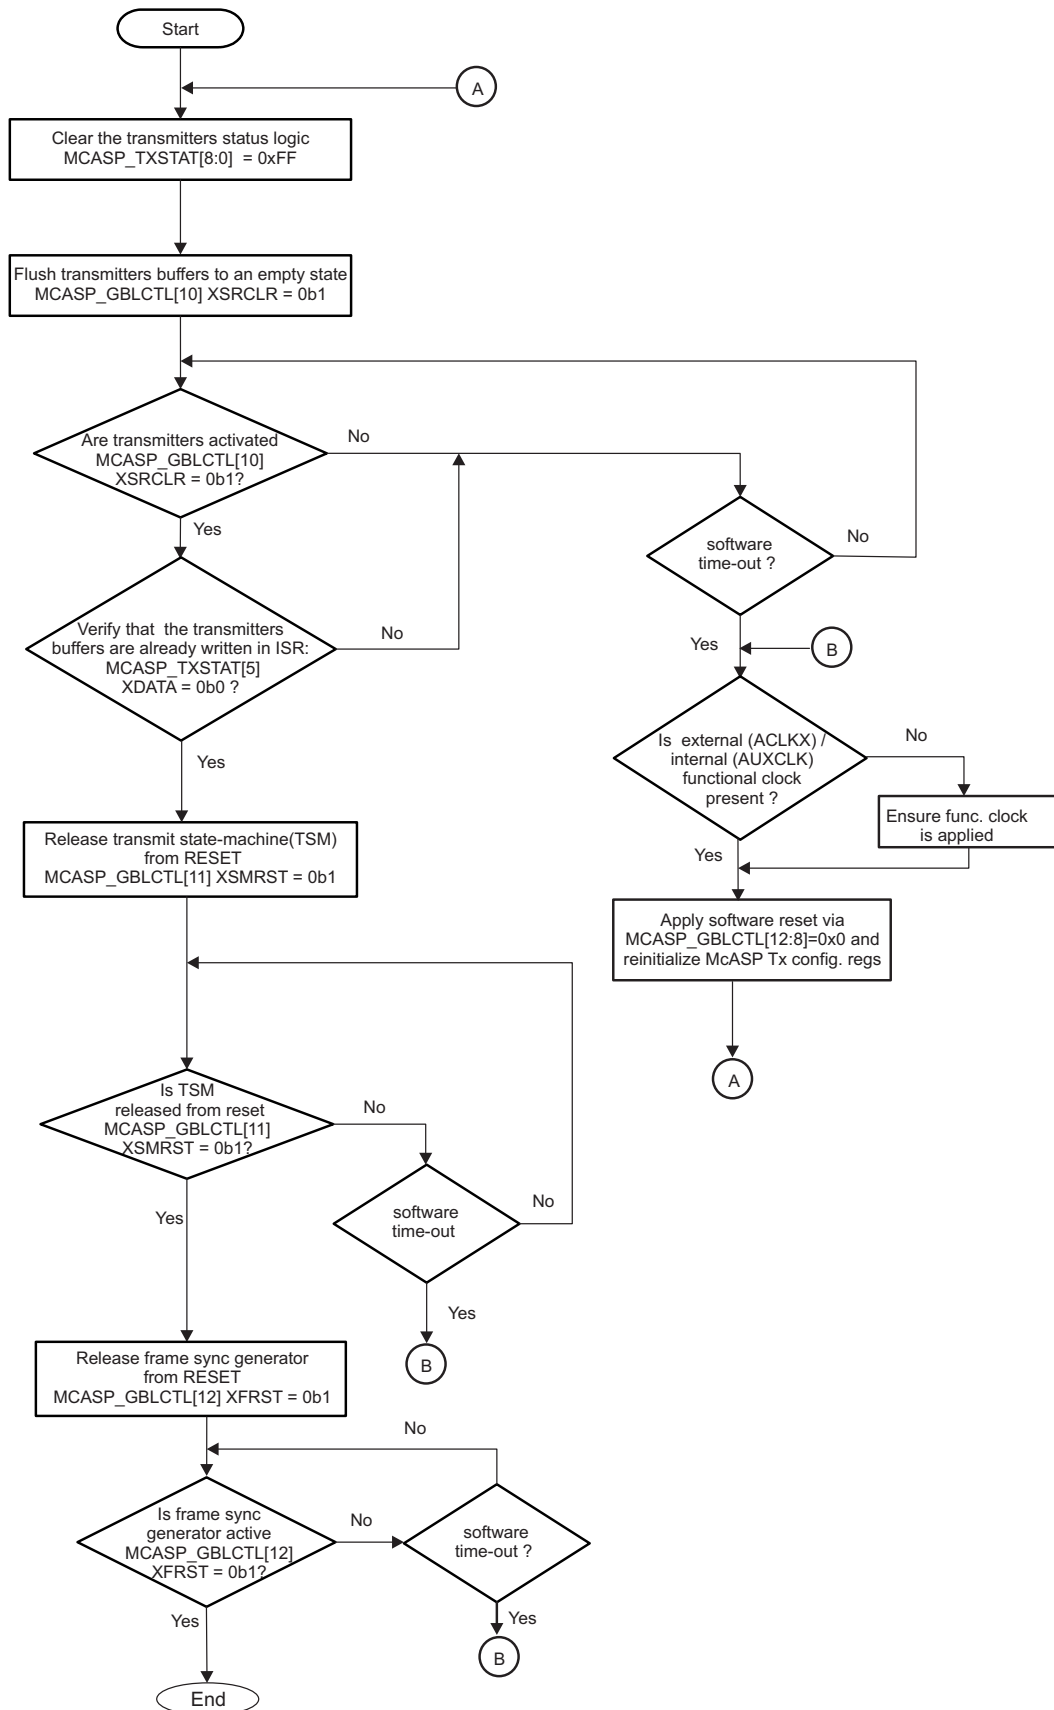 Start
A
Clear the transmitters status logic
MCASP_TXSTAT[8:0] = 0xFF
Flush transmitters buffers to an empty state
MCASP_GBLCTL[10] XSRCLR = 0b1
Are transmitters activated
MCASP_GBLCTL[10]
XSRCLR = 0b1?
No
Yes
software
time-out ?
No
Yes
Verify that the transmitters
buffers are already written in ISR:
MCASP_TXSTAT[5]
XDATA = 0b0 ?
No
Yes
B
Is external (ACLKX) /
internal (AUXCLK)
functional clock
present ?
No
Ensure func. clock
is applied
Yes
Release transmit state-machine(TSM)
from RESET
MCASP_GBLCTL[11] XSMRST = 0b1
Apply software reset via
MCASP_GBLCTL[12:8]=0x0 and
reinitialize McASP Tx config. regs
A
Is TSM
released from reset
MCASP_GBLCTL[11]
XSMRST = 0b1?
No
Yes
software
time-out
No
Yes
B
Release frame sync generator
from RESET
MCASP_GBLCTL[12] XFRST = 0b1
No
Is frame sync
generator active
MCASP_GBLCTL[12]
XFRST = 0b1?
No
software
time-out ?
Yes
Yes
B
End